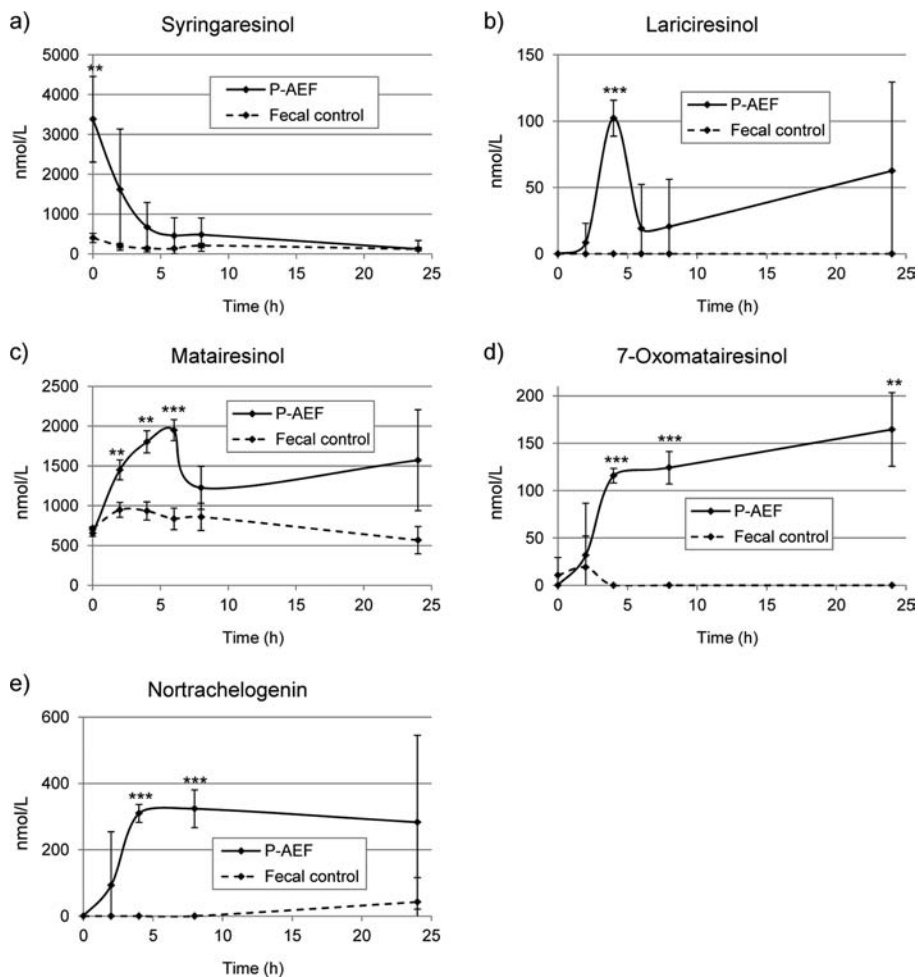 a) Syringaresinol
5000
4000
3000
2000
1000
0
nmol/L
**
P-AEF
Fecal control
0 5 10 15 20 25
Time (h)
b) Lariciresinol
150
100
50
0
nmol/L
***
P-AEF
Fecal control
0 5 10 15 20 25
Time (h)
c) Matairesinol
2500
2000
1500
1000
500
0
nmol/L
** ** ***
P-AEF
Fecal control
0 5 10 15 20 25
Time (h)
d) 7-Oxomatairesinol
200
150
100
50
0
nmol/L
*** *** **
P-AEF
Fecal control
0 5 10 15 20 25
Time (h)
e) Nortrachelogenin
600
400
200
0
nmol/L
*** ***
P-AEF
Fecal control
0 5 10 15 20 25
Time (h)